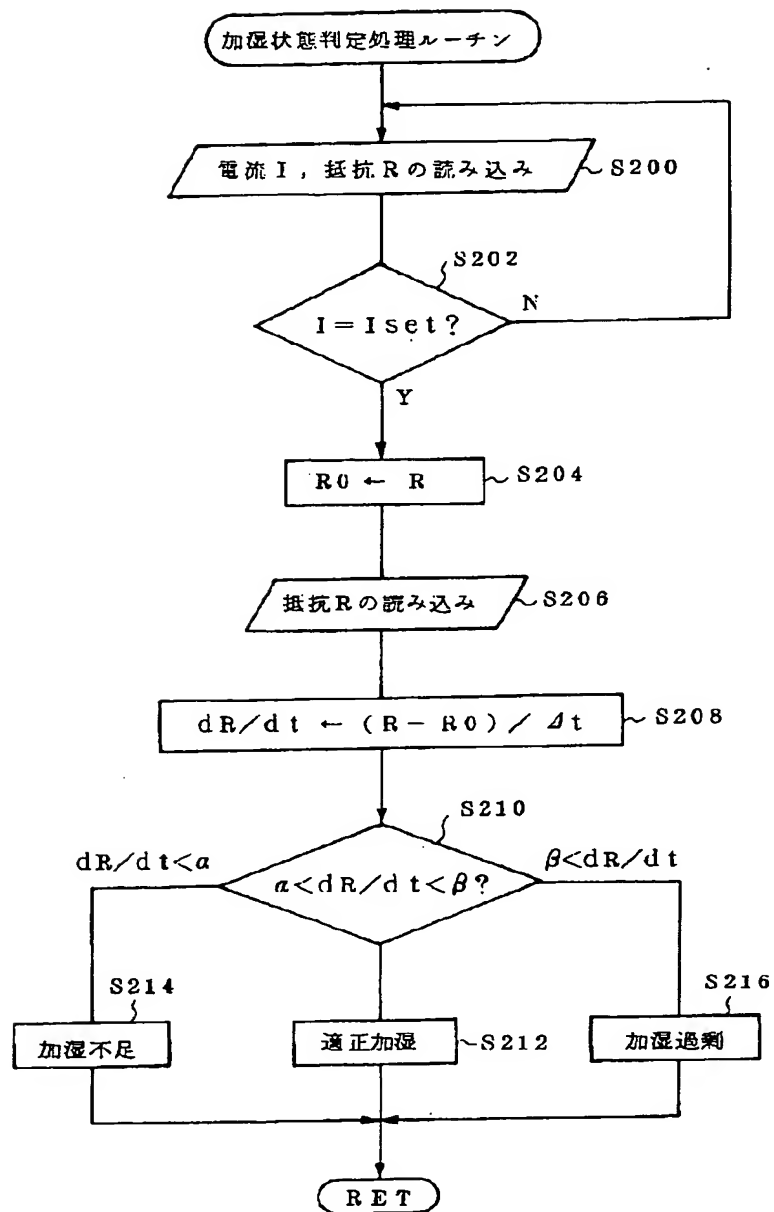 加湿状態判定処理ルーチン
電流I，抵抗Rの読み込み
S200
S202
I=Iset?
N
Y
R0 ← R
S204
抵抗Rの読み込み
S206
dR/dt ← (R−R0)/Δt
S208
S210
dR/dt<α
α<dR/dt<β?
β<dR/dt
S214
加湿不足
適正加湿
S212
S216
加湿過剰
RET